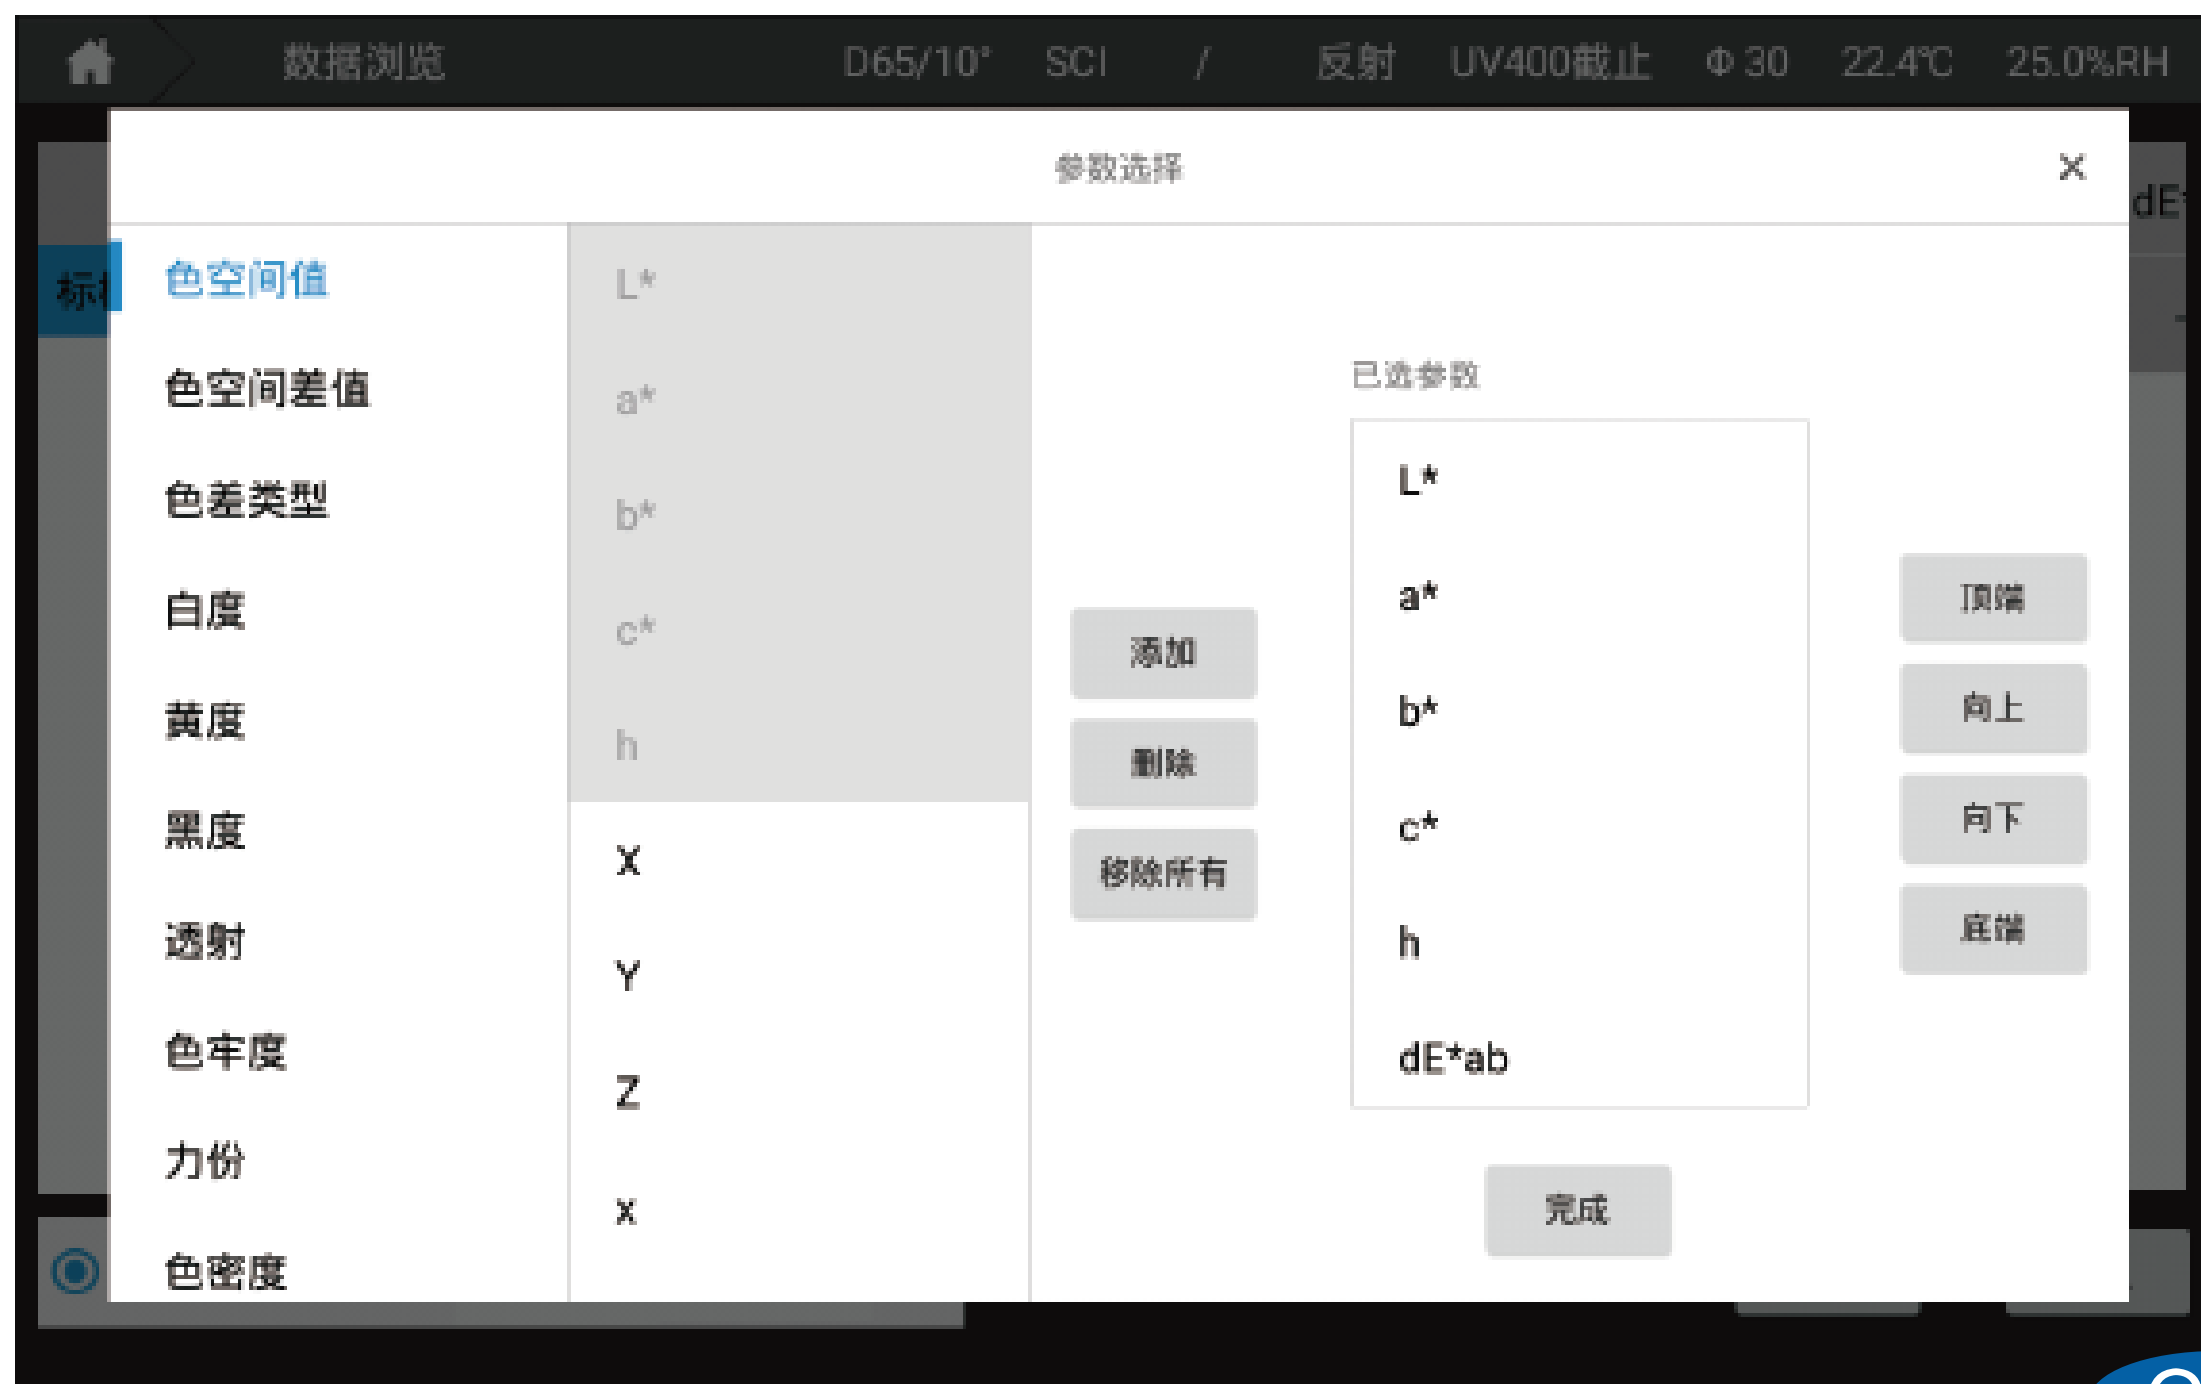 数据浏览 D65/10° SCI / 反射 UV400截止 Φ30 22.4℃ 25.0%RH
参数选择
dE*
色空间值
色空间差值
色差类型
白度
黄度
黑度
透射
色牢度
力份
色密度
L*
a*
b*
c*
h
X
Y
Z
x
添加
删除
移除所有
已选参数
L*
a*
b*
c*
h
dE*ab
顶端
向上
向下
底端
完成